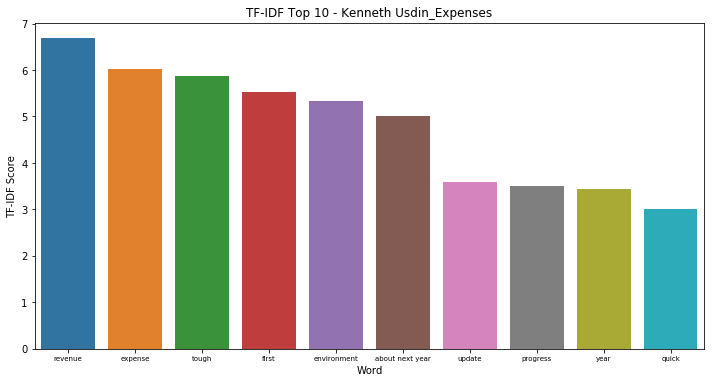 TF-IDF Top 10 - Kenneth Usdin_Expenses
7
6
5
4
3
2
1
0
TF-IDF Score
revenue expense tough first environment about next year update progress year quick
Word